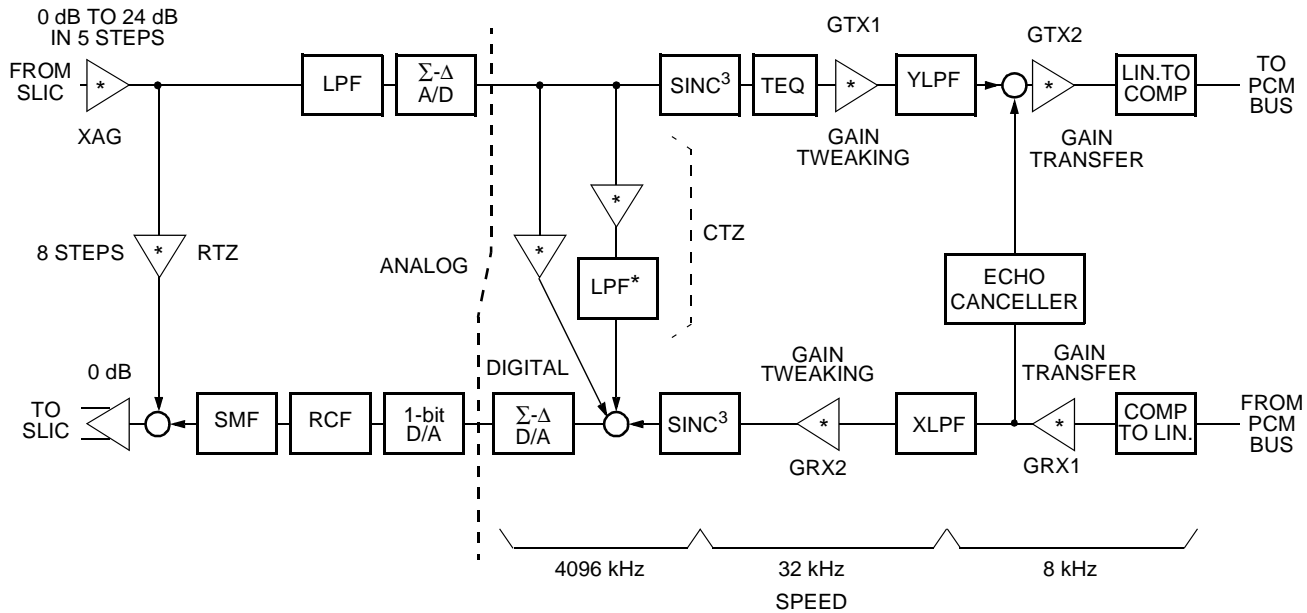 0 dB TO 24 dB
IN 5 STEPS
FROM
SLIC
*
XAG
LPF
Σ-Δ
A/D
SINC³
TEQ
GTX1
*
GAIN
TWEAKING
YLPF
GTX2
*
GAIN
TRANSFER
LIN.TO
COMP
TO
PCM
BUS
8 STEPS
*
RTZ
ANALOG
*
*
LPF*
CTZ
ECHO
CANCELLER
0 dB
TO
SLIC
SMF
RCF
1-bit
D/A
DIGITAL
Σ-Δ
D/A
SINC³
GAIN
TWEAKING
*
GRX2
XLPF
GAIN
TRANSFER
*
GRX1
COMP
TO LIN.
FROM
PCM
BUS
4096 kHz
32 kHz
8 kHz
SPEED